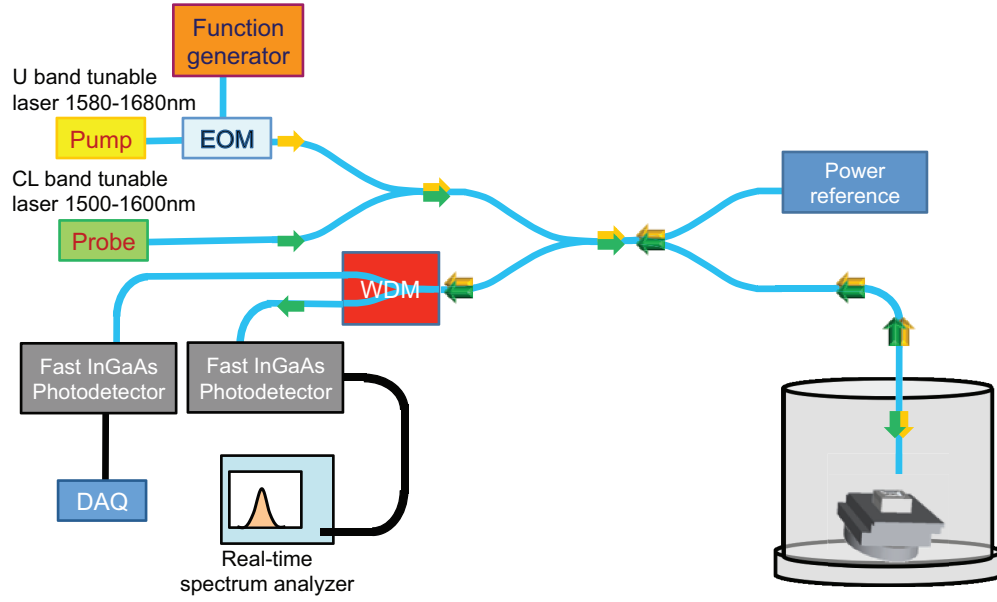 Function
generator
U band tunable
laser 1580-1680nm
Pump
EOM
CL band tunable
laser 1500-1600nm
Probe
Power
reference
WDM
Fast InGaAs
Photodetector
Fast InGaAs
Photodetector
DAQ
Real-time
spectrum analyzer